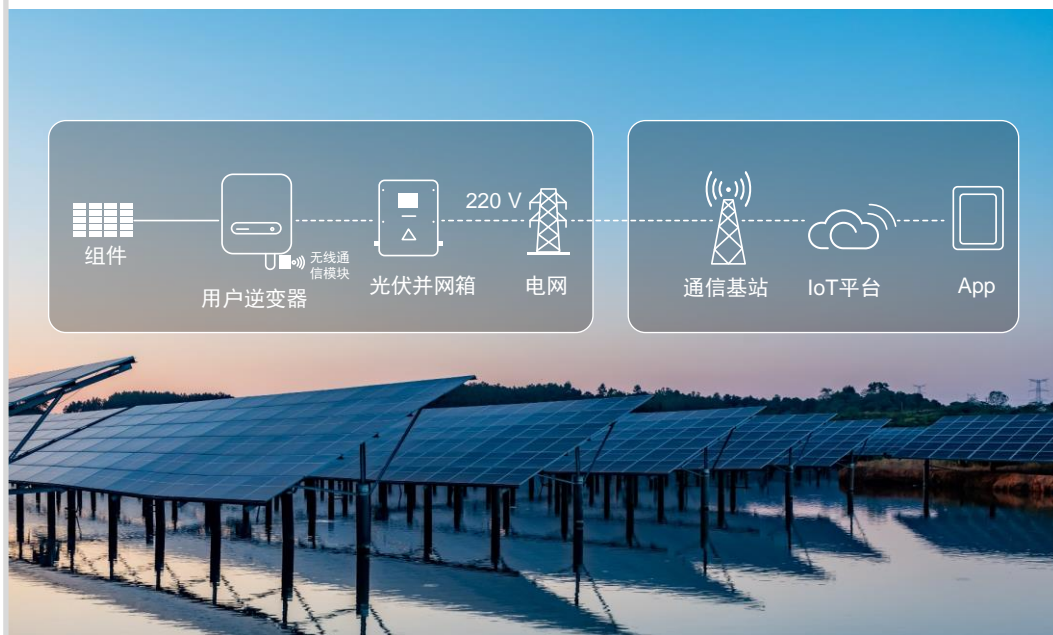 220 V
组件
无线通
信模块
用户逆变器
光伏并网箱
电网
通信基站
IoT平台
App